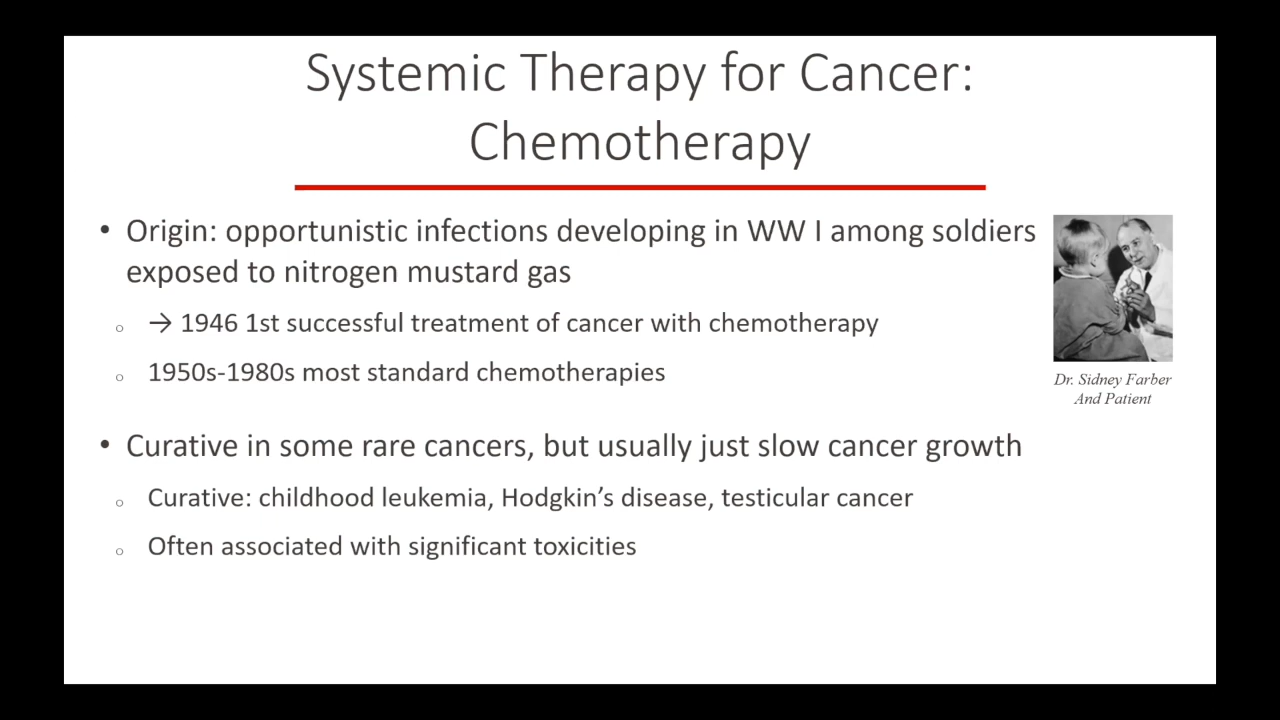 Systemic Therapy for Cancer:
Chemotherapy
• Origin: opportunistic infections developing in WW I among soldiers
exposed to nitrogen mustard gas
○ → 1946 1st successful treatment of cancer with chemotherapy
○ 1950s-1980s most standard chemotherapies
Dr. Sidney Farber
And Patient
• Curative in some rare cancers, but usually just slow cancer growth
○ Curative: childhood leukemia, Hodgkin’s disease, testicular cancer
○ Often associated with significant toxicities